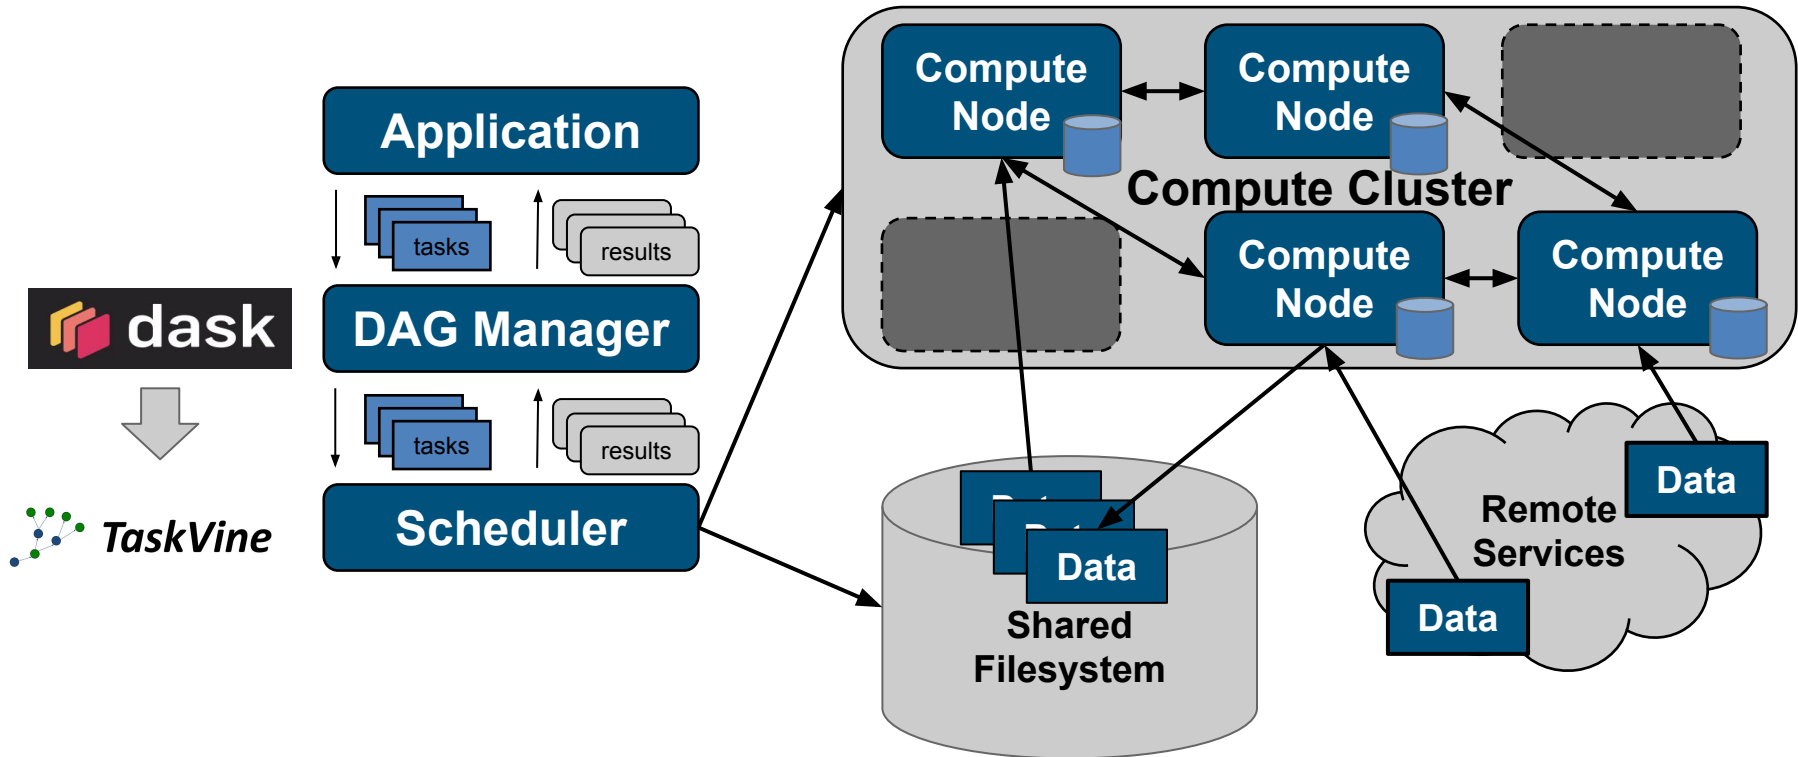 Application
tasks
results
dask
DAG Manager
tasks
results
TaskVine
Scheduler
Compute
Node
Compute
Node
Compute Cluster
Compute
Node
Compute
Node
Data
Shared
Filesystem
Data
Remote
Services
Data